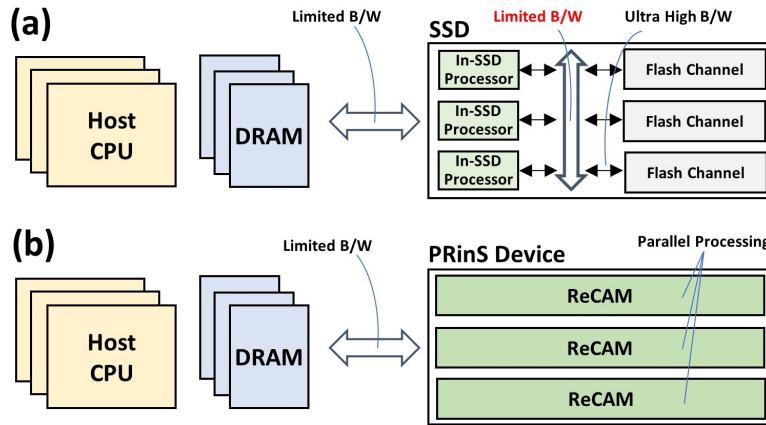 (a)
Limited B/W
Limited B/W
Ultra High B/W
SSD
Host
CPU
DRAM
In-SSD
Processor
Flash Channel
In-SSD
Processor
Flash Channel
In-SSD
Processor
Flash Channel
(b)
Limited B/W
Parallel Processing
PRinS Device
Host
CPU
DRAM
ReCAM
ReCAM
ReCAM